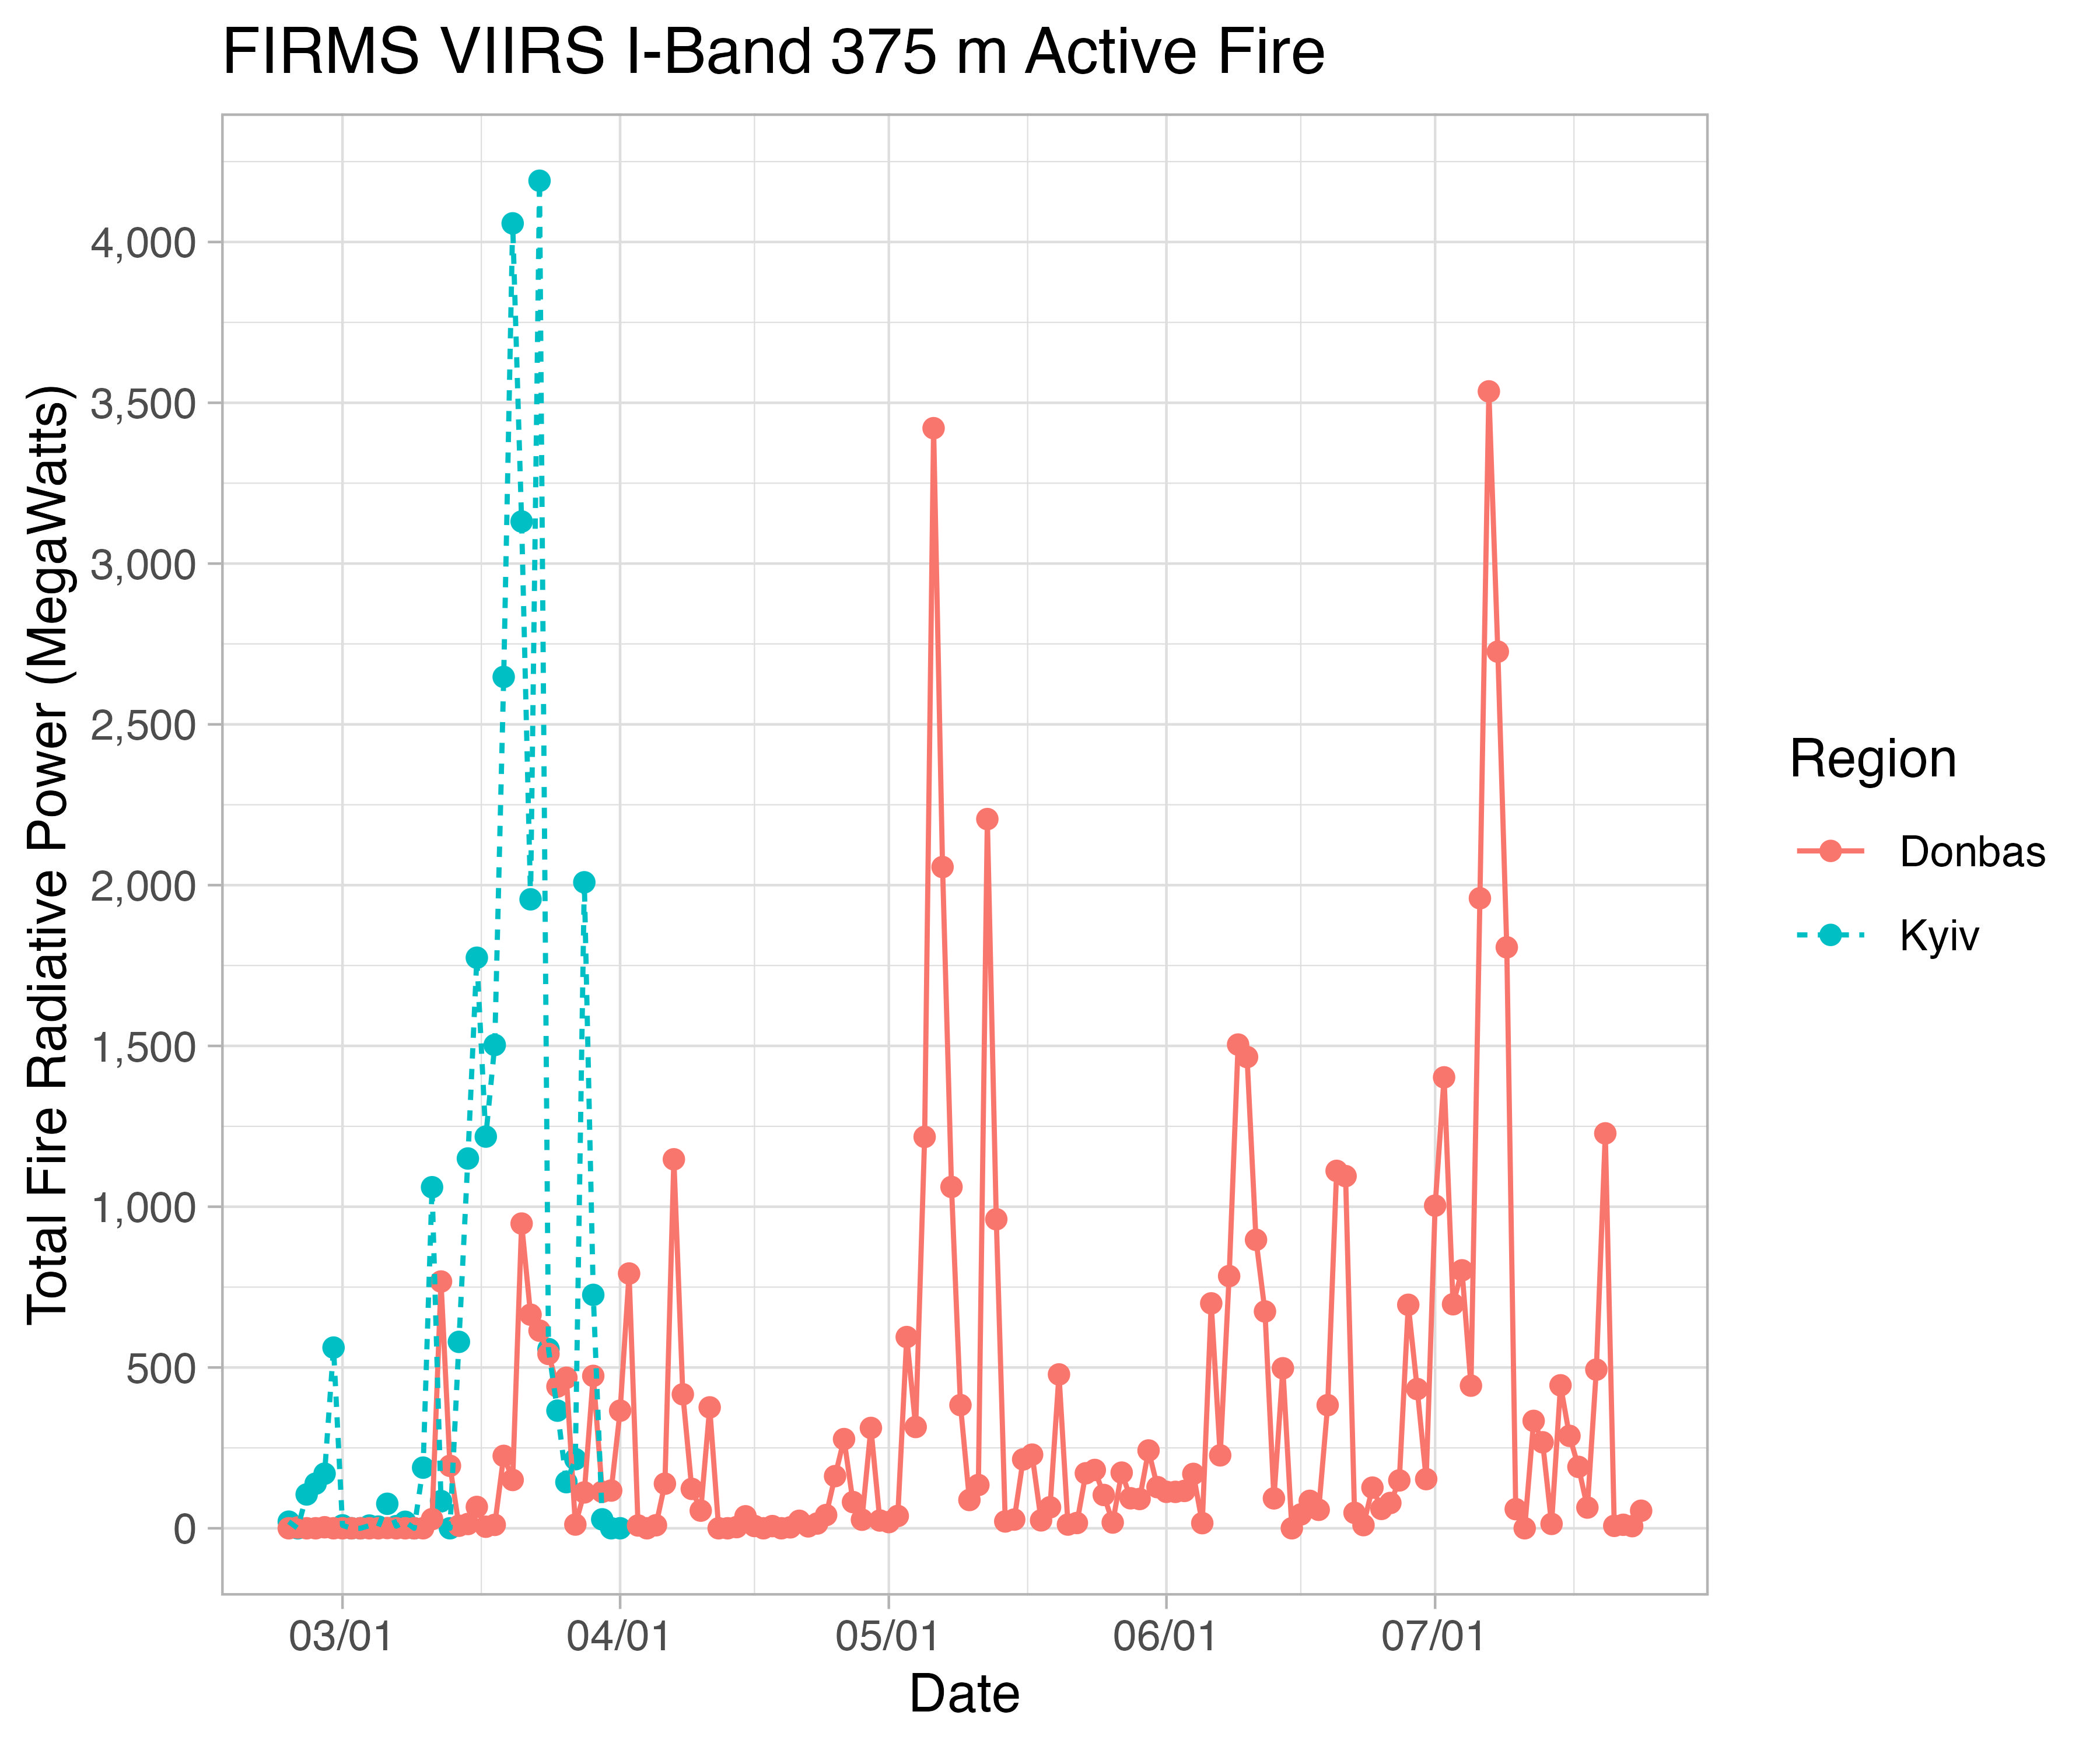 FIRMS VIIRS I-Band 375 m Active Fire
Total Fire Radiative Power (MegaWatts)
4,000
3,500
3,000
2,500
2,000
1,500
1,000
500
0
03/01 04/01 05/01 06/01 07/01
Date
Region
Donbas
Kyiv